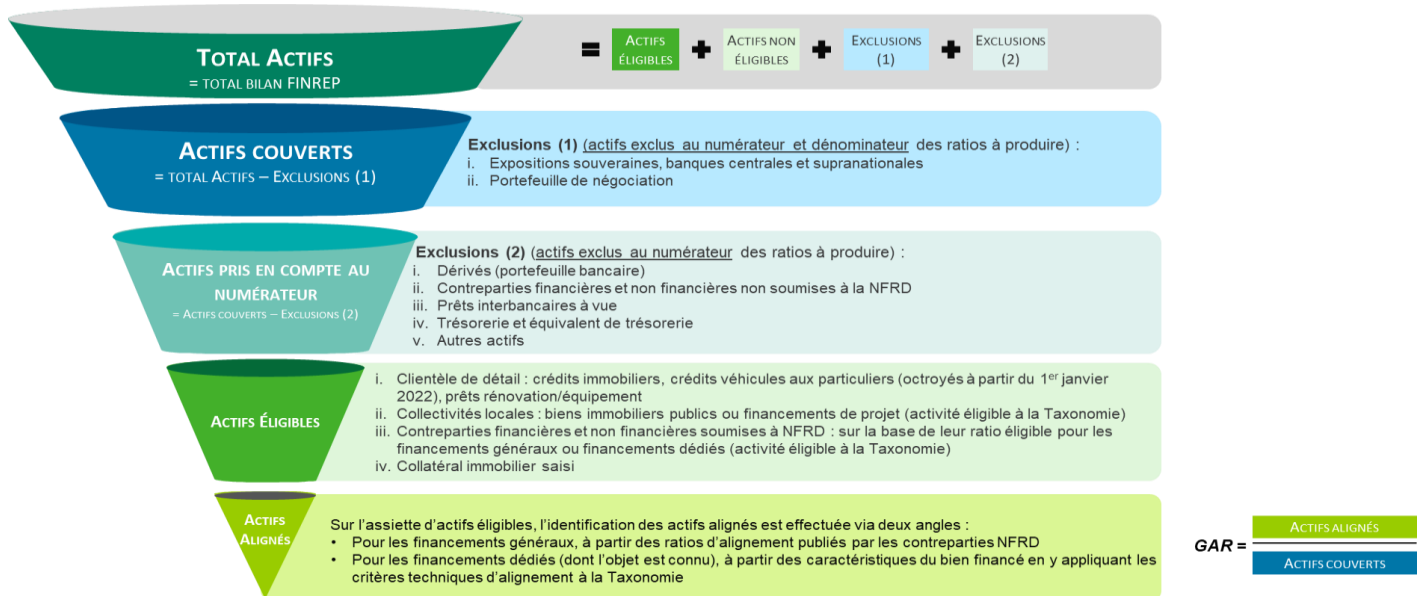 TOTAL ACTIFS
= TOTAL BILAN FINREP
= ACTIFS ÉLIGIBLES + ACTIFS NON ÉLIGIBLES + EXCLUSIONS (1) + EXCLUSIONS (2)
ACTIFS COUVERTS
= TOTAL ACTIFS – EXCLUSIONS (1)
Exclusions (1) (actifs exclus au numérateur et dénominateur des ratios à produire) :
i. Expositions souveraines, banques centrales et supranationales
ii. Portefeuille de négociation
ACTIFS PRIS EN COMPTE AU
NUMÉRATEUR
= ACTIFS COUVERTS – EXCLUSIONS (2)
Exclusions (2) (actifs exclus au numérateur des ratios à produire) :
i. Dérivés (portefeuille bancaire)
ii. Contreparties financières et non financières non soumises à la NFRD
iii. Prêts interbancaires à vue
iv. Trésorerie et équivalent de trésorerie
v. Autres actifs
ACTIFS ÉLIGIBLES
i. Clientèle de détail : crédits immobiliers, crédits véhicules aux particuliers (octroyés à partir du 1er janvier
2022), prêts rénovation/équipement
ii. Collectivités locales : biens immobiliers publics ou financements de projet (activité éligible à la Taxonomie)
iii. Contreparties financières et non financières soumises à NFRD : sur la base de leur ratio éligible pour les
financements généraux ou financements dédiés (activité éligible à la Taxonomie)
iv. Collatéral immobilier saisi
ACTIFS
ALIGNÉS
Sur l’assiette d’actifs éligibles, l’identification des actifs alignés est effectuée via deux angles :
• Pour les financements généraux, à partir des ratios d’alignement publiés par les contreparties NFRD
• Pour les financements dédiés (dont l’objet est connu), à partir des caractéristiques du bien financé en y appliquant les
critères techniques d’alignement à la Taxonomie
GAR =
ACTIFS ALIGNÉS
ACTIFS COUVERTS